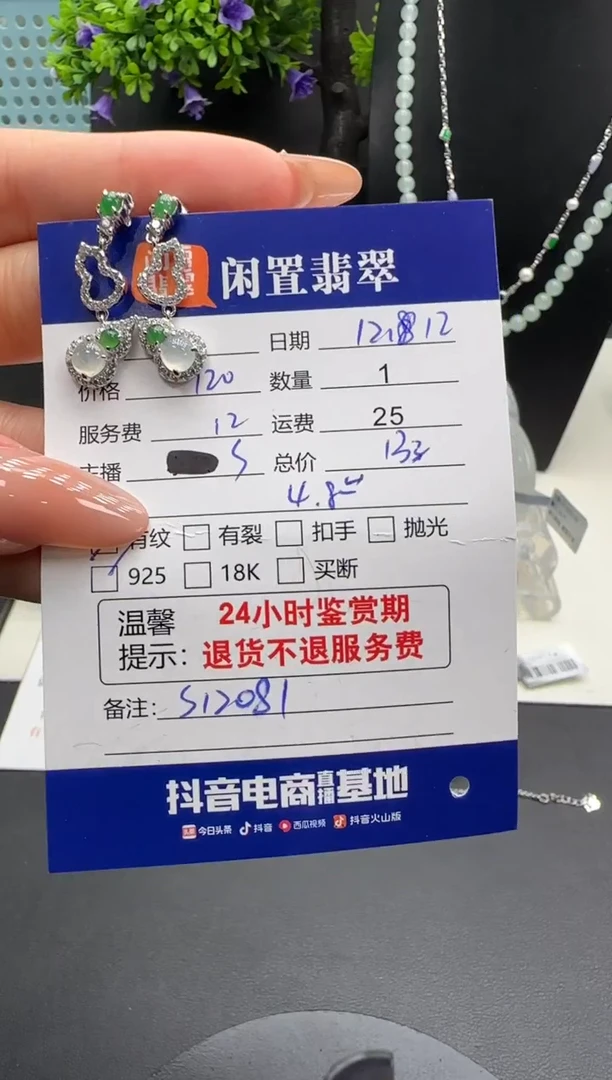 闲置翡翠
日期 12.12
价格 120 数量 1
服务费 12 运费 25
主播 S 总价 132
4.8
有纹 有裂 扣手 抛光
925 18K 买断
温馨提示: 24小时鉴赏期
退货不退服务费
备注: S12081
抖音电商直播基地
今日头条 抖音 西瓜视频 抖音火山版